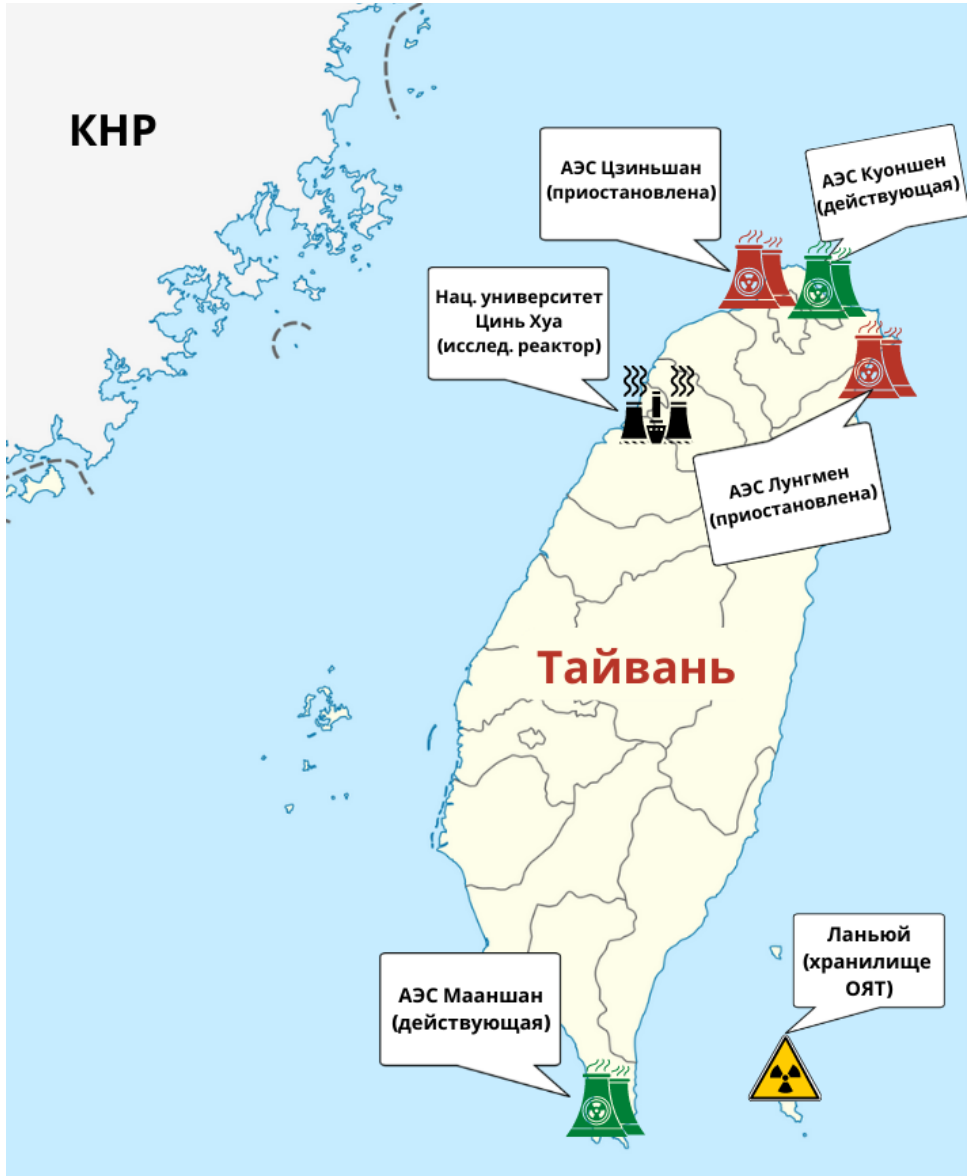 КНР
АЭС Цзиньшан
(приостановлена)
АЭС Куоншен
(действующая)
Нац. университет
Цинь Хуа
(исслед. реактор)
АЭС Лунгмен
(приостановлена)
Тайвань
Ланьюй
(хранилище
ОЯТ)
АЭС Мааншан
(действующая)